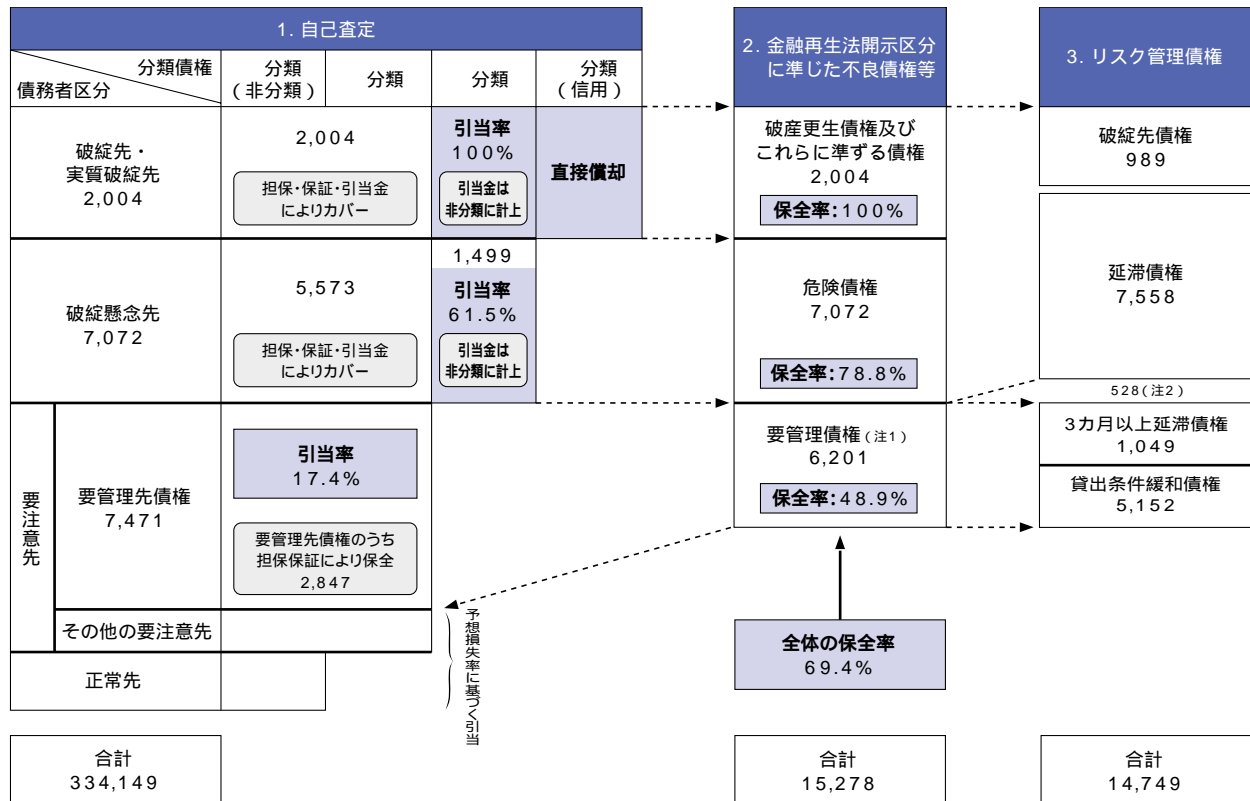 1. 自己査定
分類債権
債務者区分
分類
(非分類)
分類
分類
分類
(信用)
破綻先・
実質破綻先
2,004
2,004
担保・保証・引当金
によりカバー
引当率
100%
引当金は
非分類に計上
直接償却
破綻懸念先
7,072
5,573
担保・保証・引当金
によりカバー
1,499
引当率
61.5%
引当金は
非分類に計上
要注意先
要管理先債権
7,471
引当率
17.4%
要管理先債権のうち
担保保証により保全
2,847
その他の要注意先
正常先
予想損失率に基づく引当
合計
334,149
2. 金融再生法開示区分
に準じた不良債権等
破産更生債権及び
これらに準ずる債権
2,004
保全率:100%
危険債権
7,072
保全率:78.8%
要管理債権(注1)
6,201
保全率:48.9%
全体の保全率
69.4%
合計
15,278
3. リスク管理債権
破綻先債権
989
延滞債権
7,558
528(注2)
3カ月以上延滞債権
1,049
貸出条件緩和債権
5,152
合計
14,749